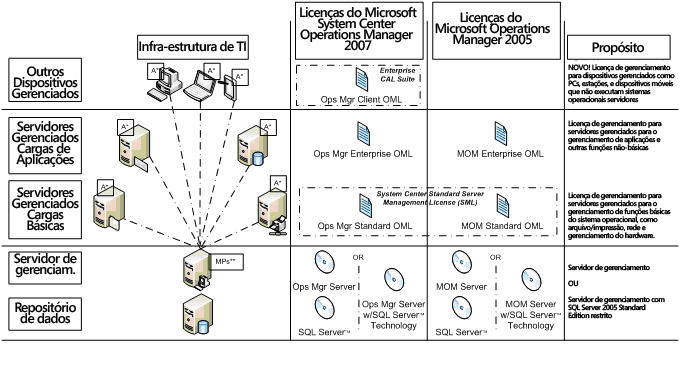 Licenças do Microsoft
System Center
Operations Manager
2007
Licenças do
Microsoft Operations
Manager 2005
Infra-estrutura de TI
Propósito
Outros
Dispositivos
Gerenciados
A*
A*
A*
Enterprise
CAL Suite
Ops Mgr Client OML
NOVO! Licença de gerenciamento
para dispositivos gerenciados como
PCs, estações, e dispositivos móveis
que não executam sistemas
operacionais servidores
Servidores
Gerenciados
Cargas de
Aplicações
A*
A*
Ops Mgr Enterprise OML
MOM Enterprise OML
Licença de gerenciamento para
servidores gerenciados para o
gerenciamento de aplicações e
outras funções não-básicas
Servidores
Gerenciados
Cargas
Básicas
A*
A*
System Center Standard Server
Management License (SML)
Ops Mgr Standard OML
MOM Standard OML
Licença de gerenciamento para
servidores gerenciados para o
gerenciamento de funções básicas
do sistema operacional, como
arquivo/impressão, rede e
gerenciamento do hardware.
Servidor de
gerenciam.
MPs**
OR
Ops Mgr Server
OR
MOM Server
Servidor de gerenciamento
OU
Repositório
de dados
SQL Server™
Ops Mgr Server
w/SQL Server™
Technology
SQL Server™
MOM Server
w/SQL Server™
Technology
Servidor de gerenciamento com
SQL Server 2005 Standard
Edition restrito